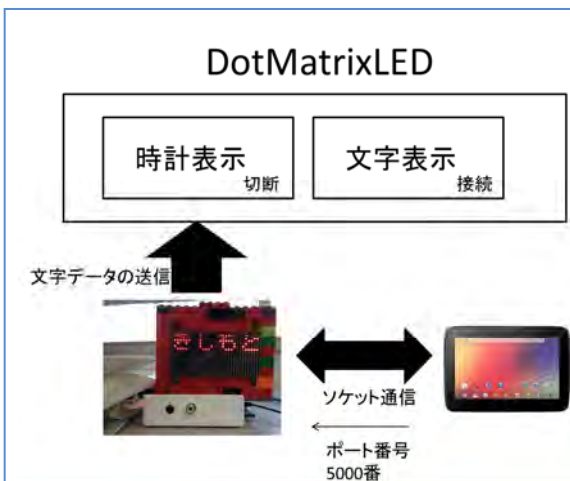 DotMatrixLED
時計表示
切断
文字表示
接続
文字データの送信
きしもと
ソケット通信
ポート番号
5000番